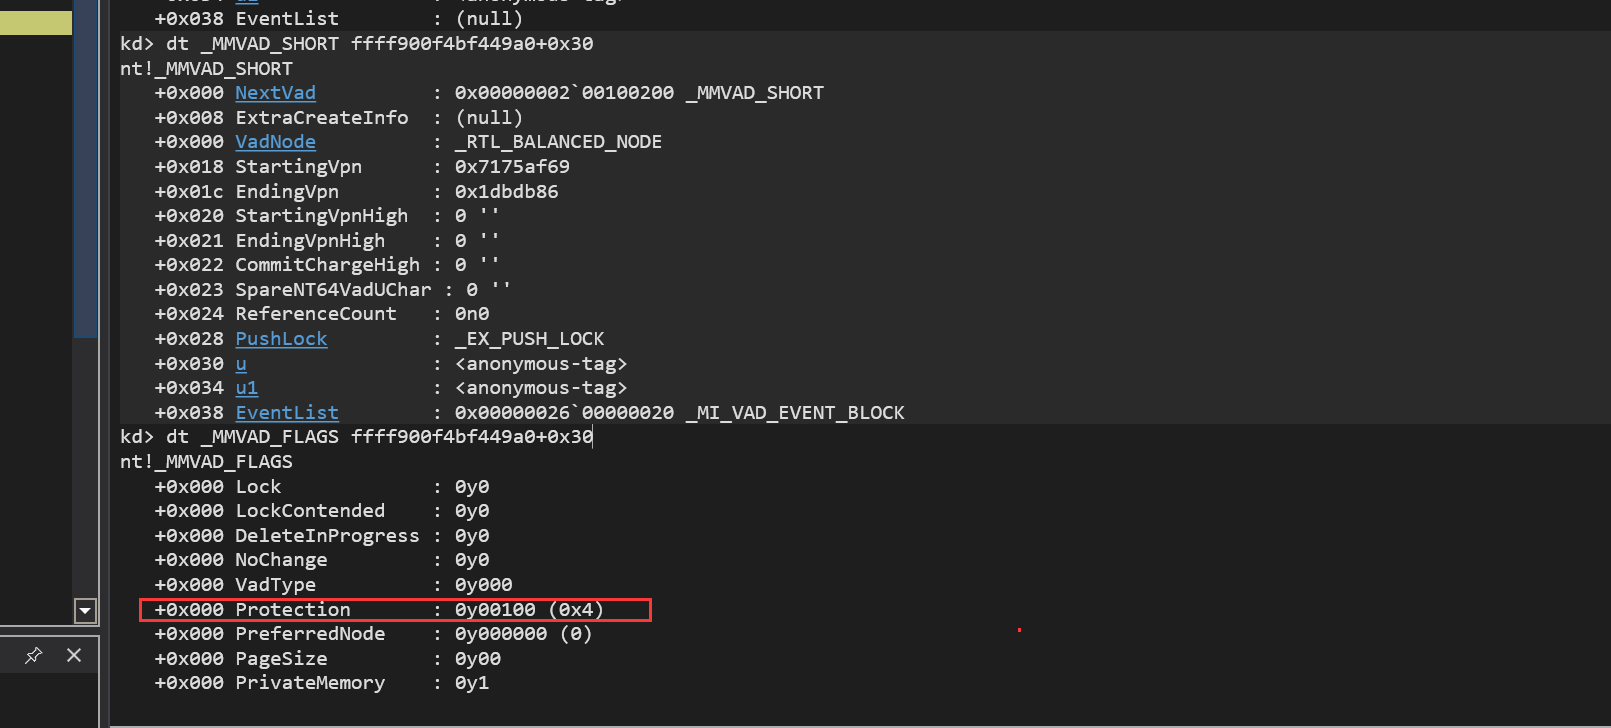 +0x038 EventList        : (null)
kd> dt _MMVAD_SHORT ffff900f4bf449a0+0x30
nt!_MMVAD_SHORT
   +0x000 NextVad          : 0x00000002`00100200 _MMVAD_SHORT
   +0x008 ExtraCreateInfo  : (null)
   +0x000 VadNode          : _RTL_BALANCED_NODE
   +0x018 StartingVpn      : 0x7175af69
   +0x01c EndingVpn        : 0x1dbdb86
   +0x020 StartingVpnHigh  : 0 ''
   +0x021 EndingVpnHigh    : 0 ''
   +0x022 CommitChargeHigh : 0 ''
   +0x023 SpareNT64VadUChar : 0 ''
   +0x024 ReferenceCount   : 0n0
   +0x028 PushLock         : _EX_PUSH_LOCK
   +0x030 u                : <anonymous-tag>
   +0x034 u1               : <anonymous-tag>
   +0x038 EventList        : 0x00000026`00000020 _MI_VAD_EVENT_BLOCK
kd> dt _MMVAD_FLAGS ffff900f4bf449a0+0x30
nt!_MMVAD_FLAGS
   +0x000 Lock             : 0y0
   +0x000 LockContended    : 0y0
   +0x000 DeleteInProgress : 0y0
   +0x000 NoChange         : 0y0
   +0x000 VadType          : 0y000
   +0x000 Protection       : 0y00100 (0x4)
   +0x000 PreferredNode    : 0y000000 (0)
   +0x000 PageSize         : 0y00
   +0x000 PrivateMemory    : 0y1